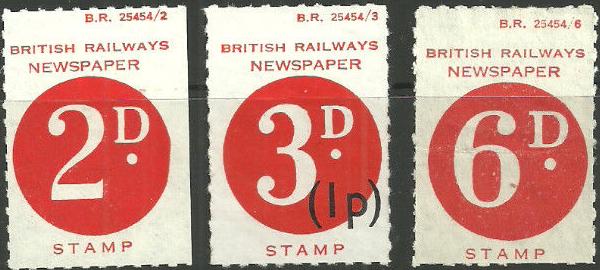 B.R. 25454/2
BRITISH RAILWAYS
NEWSPAPER
2D.
STAMP
B.R. 25454/3
BRITISH RAILWAYS
NEWSPAPER
3D.
(1p)
STAMP
B.R. 25454/6
BRITISH RAILWAYS
NEWSPAPER
6D.
STAMP